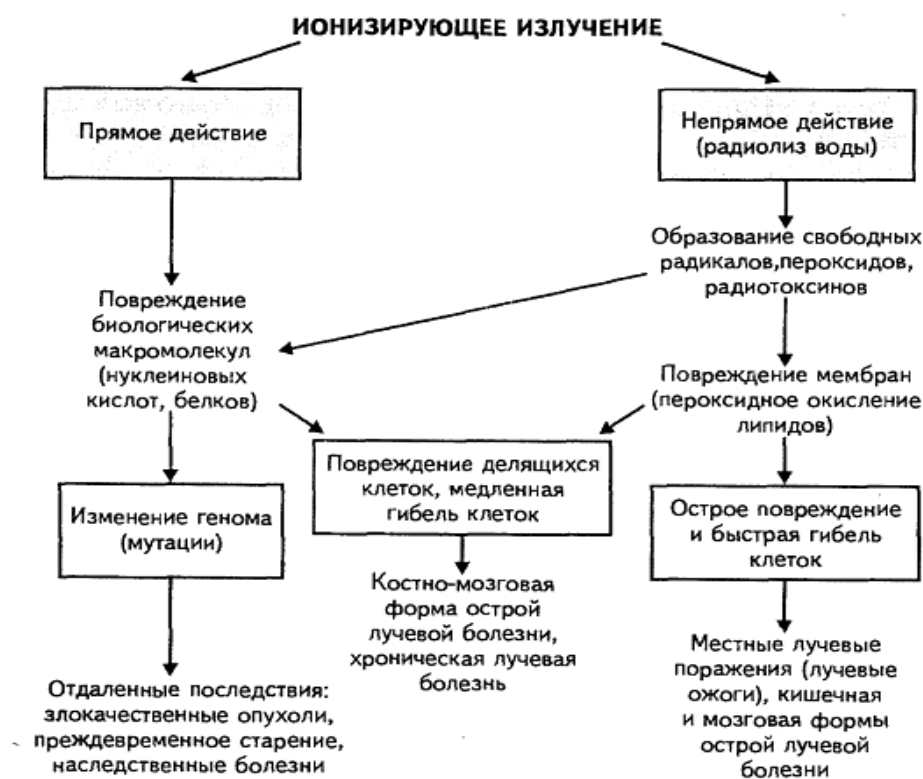 ИОНИЗИРУЮЩЕЕ ИЗЛУЧЕНИЕ
Прямое действие
Непрямое действие
(радиолиз воды)
Образование свободных
радикалов,пероксидов,
радиотоксинов
Повреждение
биологических
макромолекул
(нуклеиновых
кислот, белков)
Повреждение мембран
(пероксидное окисление
липидов)
Повреждение делящихся
клеток, медленная
гибель клеток
Изменение генома
(мутации)
Острое повреждение
и быстрая гибель
клеток
Костно-мозговая
форма острой
лучевой болезни,
хроническая лучевая
болезнь
Отдаленные последствия:
злокачественные опухоли,
преждевременное старение,
наследственные болезни
Местные лучевые
поражения (лучевые
ожоги), кишечная
и мозговая формы
острой лучевой
болезни